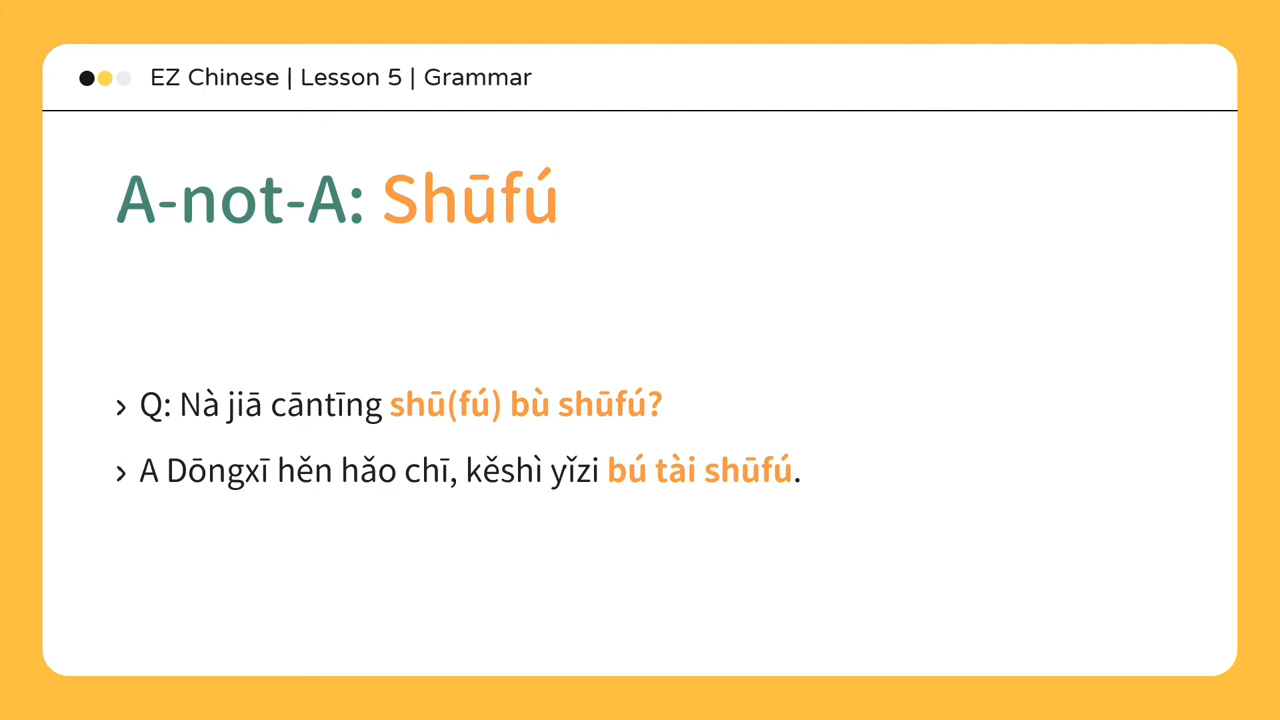 EZ Chinese | Lesson 5 | Grammar
A-not-A: Shūfú
› Q: Nà jiā cāntīng shū(fú) bù shūfú?
› A Dōngxī hěn hǎo chī, kěshì yǐzi bú tài shūfú.